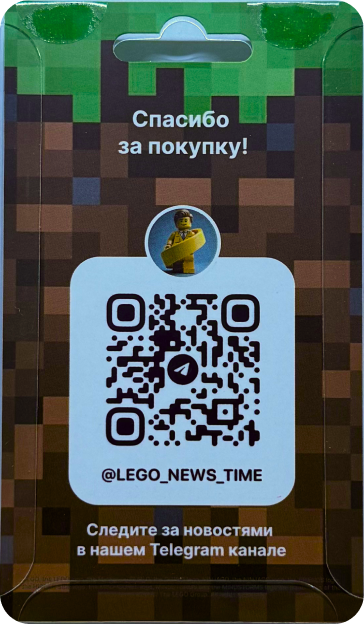 Спасибо
за покупку!
@LEGO_NEWS_TIME
Следите за новостями
в нашем Telegram канале